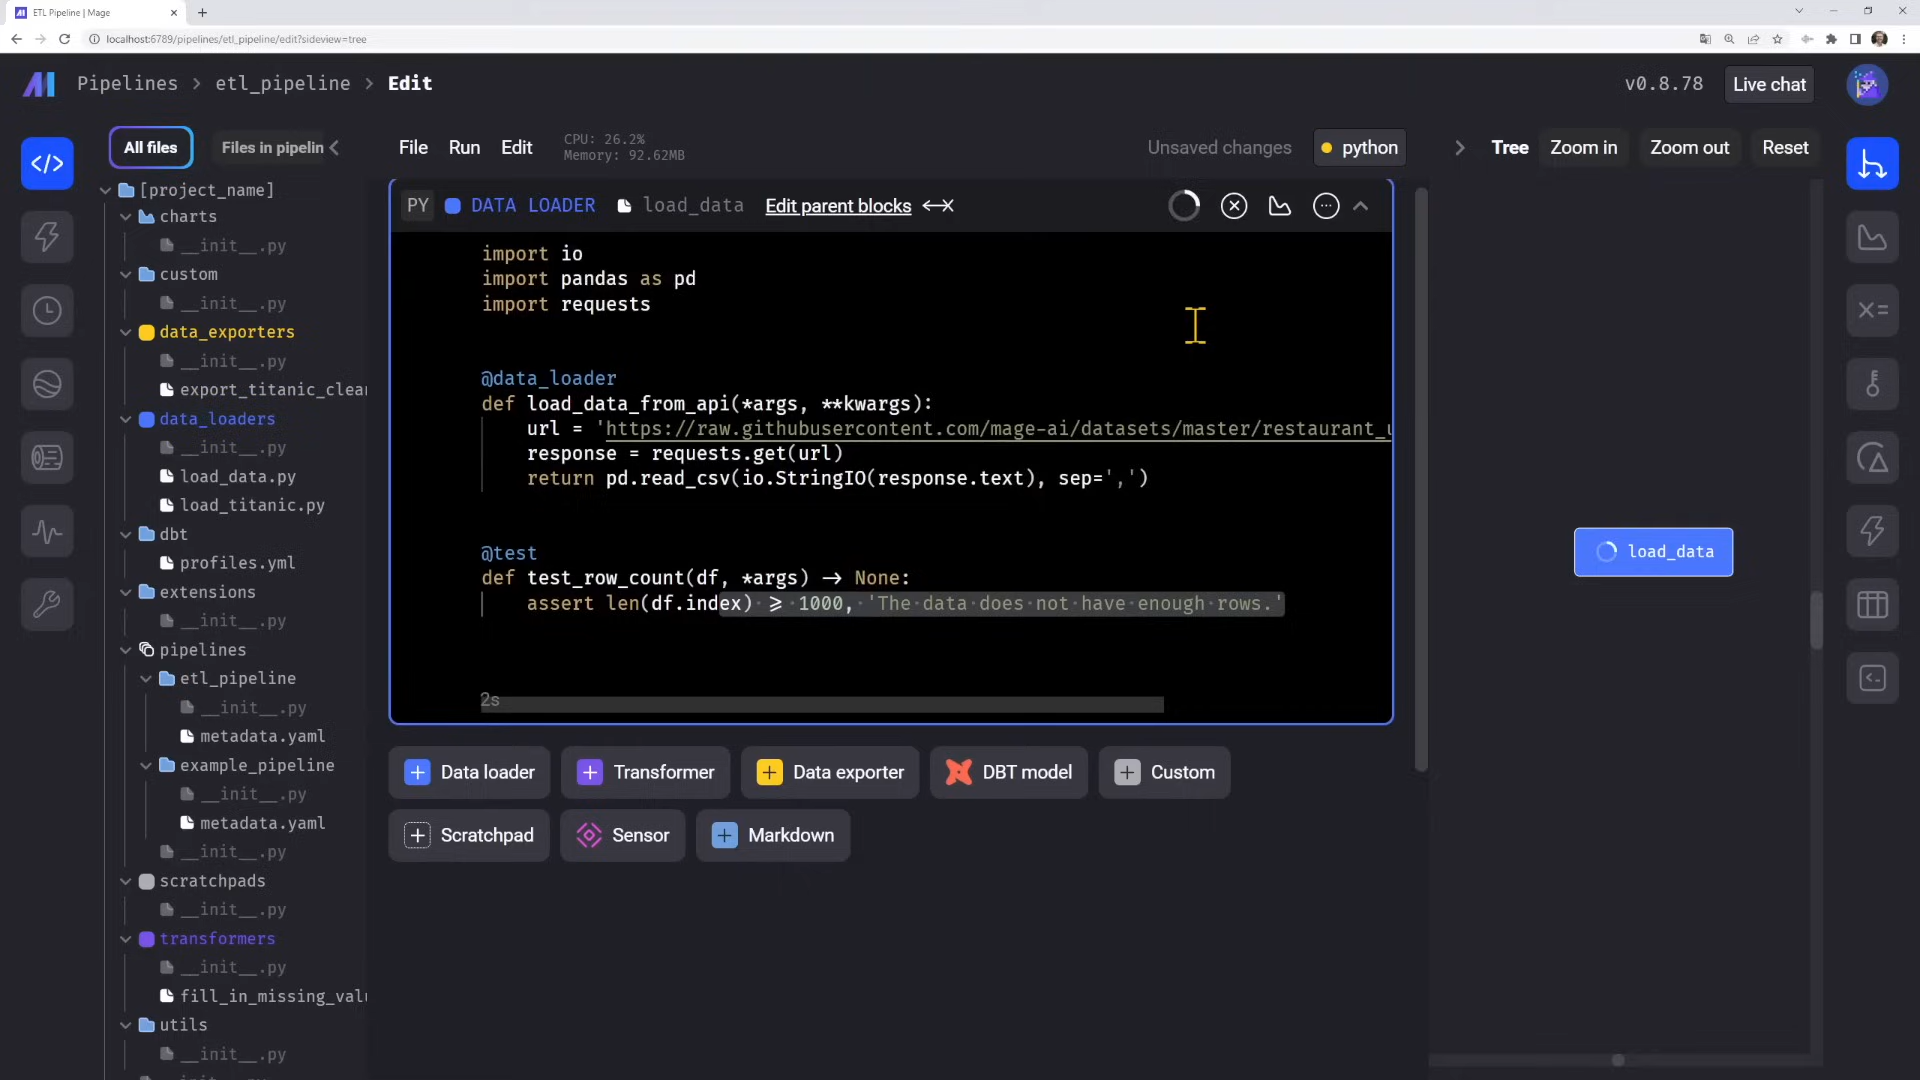 ETL Pipeline | Mage
localhost:6789/pipelines/etl_pipeline/edit?sideview=tree
Pipelines > etl_pipeline > Edit
v0.8.78
Live chat
All files
Files in pipelin
File
Run
Edit
CPU: 26.2%
Memory: 92.62MB
Unsaved changes
python
Tree
Zoom in
Zoom out
Reset
[project_name]
charts
__init__.py
custom
__init__.py
data_exporters
__init__.py
export_titanic_clean
data_loaders
__init__.py
load_data.py
load_titanic.py
dbt
profiles.yml
extensions
__init__.py
pipelines
etl_pipeline
__init__.py
metadata.yaml
example_pipeline
__init__.py
metadata.yaml
__init__.py
scratchpads
__init__.py
transformers
__init__.py
fill_in_missing_valu
utils
__init__.py
PY
DATA LOADER
load_data
Edit parent blocks
import io
import pandas as pd
import requests
@data_loader
def load_data_from_api(*args, **kwargs):
url = 'https://raw.githubusercontent.com/mage-ai/datasets/master/restaurant_u
response = requests.get(url)
return pd.read_csv(io.StringIO(response.text), sep=',')
@test
def test_row_count(df, *args) -> None:
assert len(df.index) >= 1000, 'The data does not have enough rows.'
2s
Data loader
Transformer
Data exporter
DBT model
Custom
Scratchpad
Sensor
Markdown
load_data